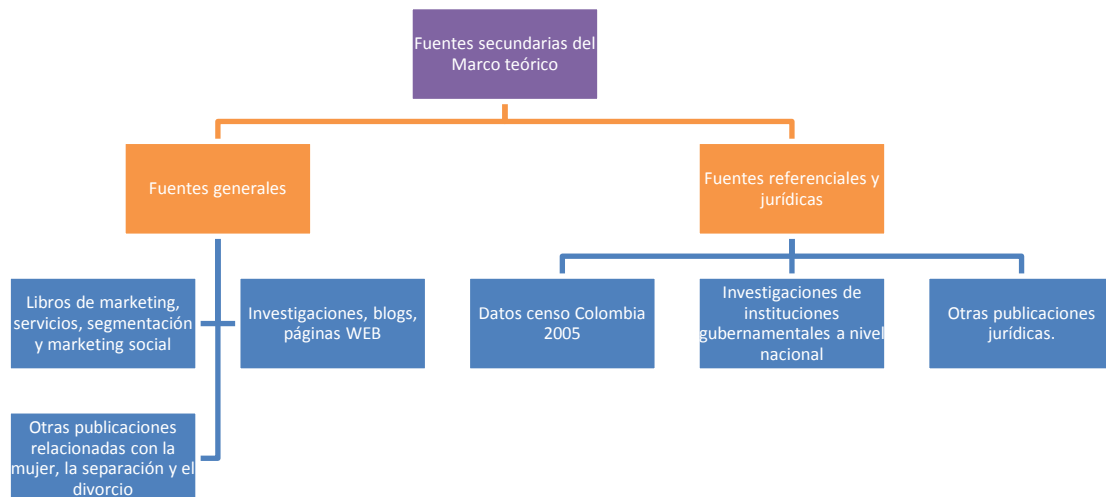 Fuentes secundarias del
Marco teórico
Fuentes generales
Fuentes referenciales y
jurídicas
Libros de marketing,
servicios, segmentación
y marketing social
Investigaciones, blogs,
páginas WEB
Datos censo Colombia
2005
Investigaciones de
instituciones
gubernamentales a nivel
nacional
Otras publicaciones
jurídicas.
Otras publicaciones
relacionadas con la
mujer, la separación y el
divorcio